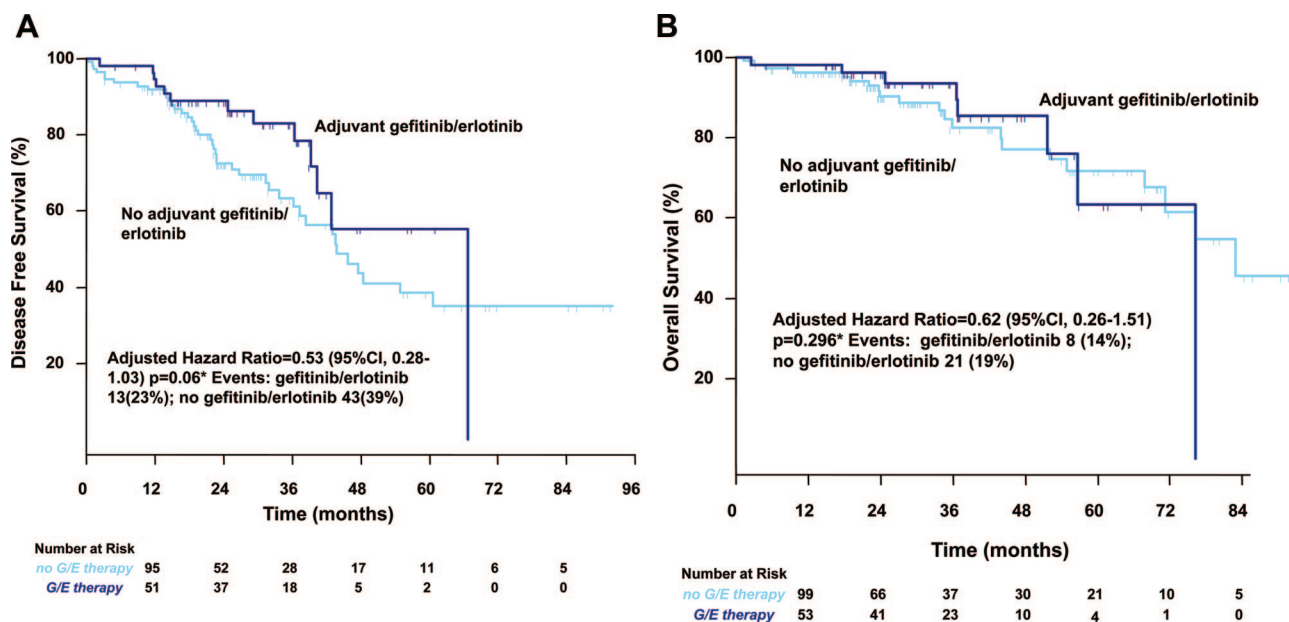 A
Disease Free Survival (%)
100
80
60
40
20
Adjuvant gefitinib/erlotinib
No adjuvant gefitinib/
erlotinib
Adjusted Hazard Ratio=0.53 (95%CI, 0.28-
1.03) p=0.06* Events: gefitinib/erlotinib
13(23%); no gefitinib/erlotinib 43(39%)
0 12 24 36 48 60 72 84 96
Time (months)
Number at Risk
no G/E therapy 95 52 28 17 11 6 5
G/E therapy 51 37 18 5 2 0 0
B
Overall Survival (%)
100
80
60
40
20
Adjuvant gefitinib/erlotinib
No adjuvant gefitinib/
erlotinib
Adjusted Hazard Ratio=0.62 (95%CI, 0.26-1.51)
p=0.296* Events: gefitinib/erlotinib 8 (14%);
no gefitinib/erlotinib 21 (19%)
0 12 24 36 48 60 72 84
Time (months)
Number at Risk
no G/E therapy 99 66 37 30 21 10 5
G/E therapy 53 41 23 10 4 1 0